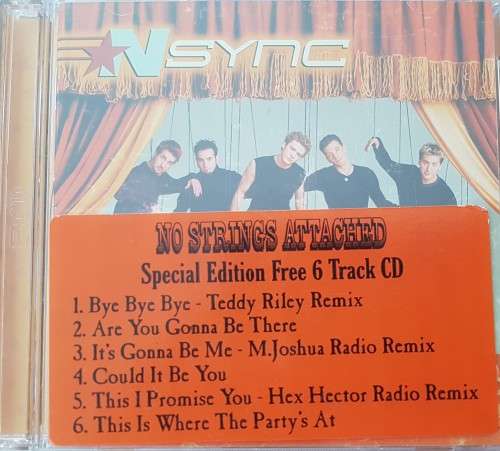 *NSYNC
NO STRINGS ATTACHED
Special Edition Free 6 Track CD
1. Bye Bye Bye - Teddy Riley Remix
2. Are You Gonna Be There
3. It's Gonna Be Me - M.Joshua Radio Remix
4. Could It Be You
5. This I Promise You - Hex Hector Radio Remix
6. This Is Where The Party's At